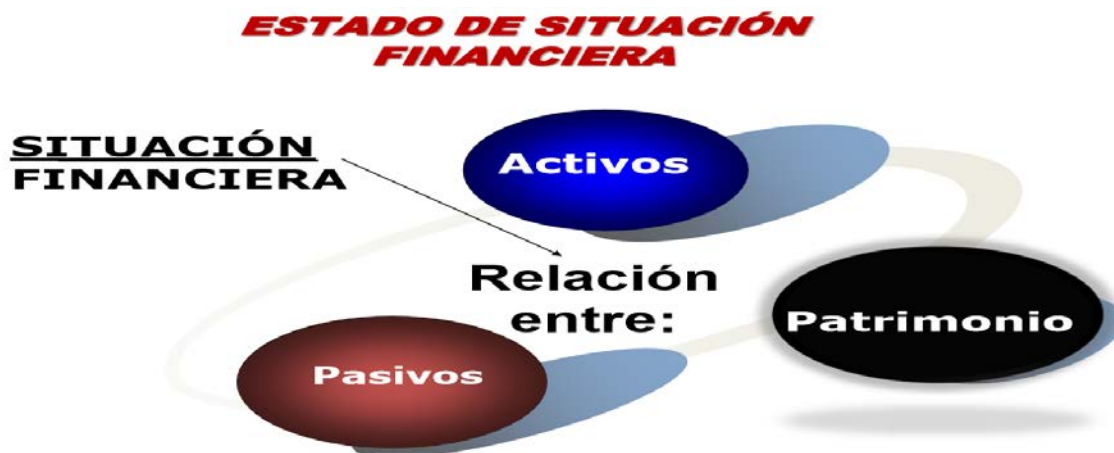 ESTADO DE SITUACIÓN
FINANCIERA
SITUACIÓN
FINANCIERA
Activos
Relación
entre:
Patrimonio
Pasivos